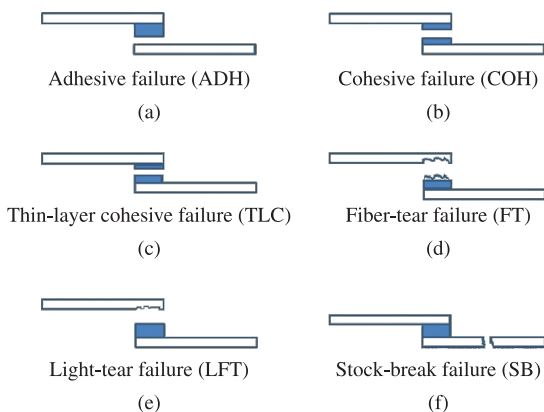 Adhesive failure (ADH)
(a)
Cohesive failure (COH)
(b)
Thin-layer cohesive failure (TLC)
(c)
Fiber-tear failure (FT)
(d)
Light-tear failure (LFT)
(e)
Stock-break failure (SB)
(f)